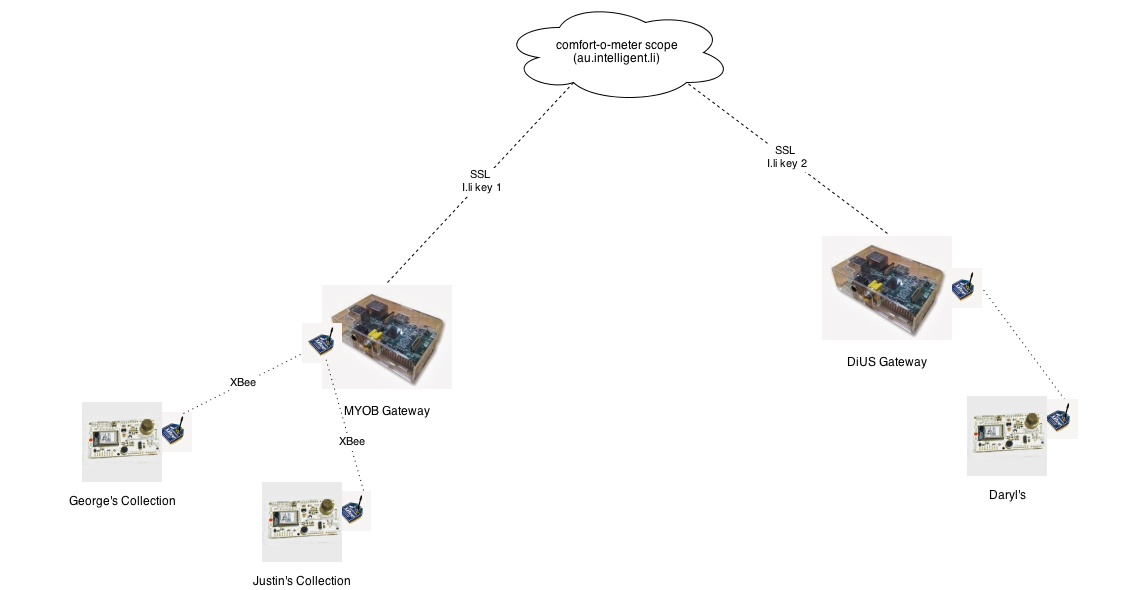 comfort-o-meter scope
(au.intelligent.li)
SSL
I.li key 1
SSL
I.li key 2
XBee
MYOB Gateway
XBee
DiUS Gateway
George's Collection
Justin's Collection
Daryl's